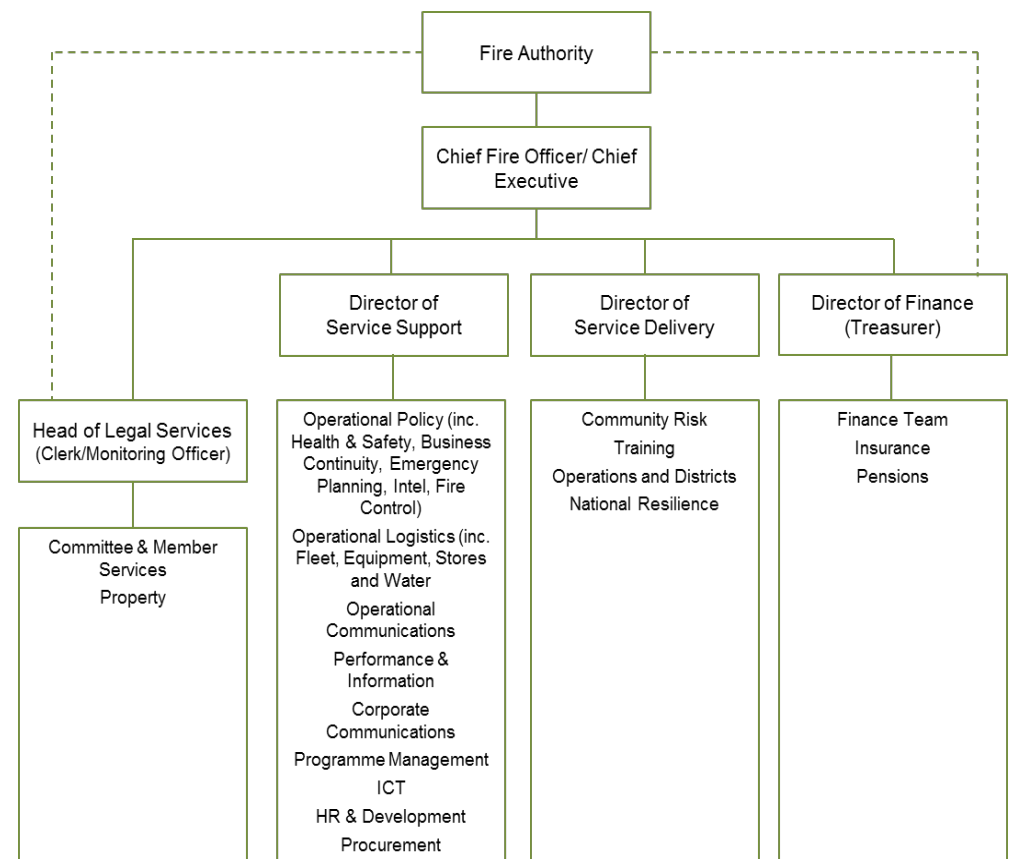 Fire Authority
Chief Fire Officer/ Chief
Executive
Director of
Service Support
Director of
Service Delivery
Director of Finance
(Treasurer)
Head of Legal Services
(Clerk/Monitoring Officer)
Committee & Member
Services
Property
Operational Policy (inc.
Health & Safety, Business
Continuity, Emergency
Planning, Intel, Fire
Control)
Operational Logistics (inc.
Fleet, Equipment, Stores
and Water
Operational
Communications
Performance &
Information
Corporate
Communications
Programme Management
ICT
HR & Development
Procurement
Community Risk
Training
Operations and Districts
National Resilience
Finance Team
Insurance
Pensions